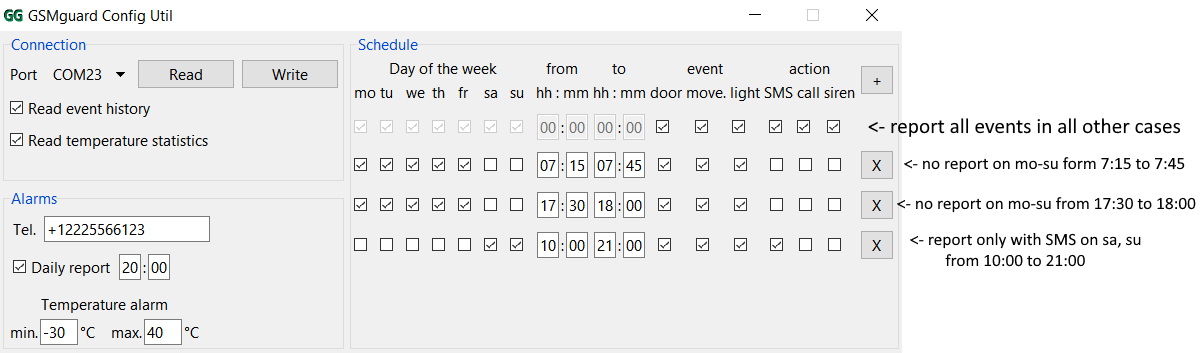 GG GSMguard Config Util
Connection
Port COM23 Read Write
Read event history
Read temperature statistics
Alarms
Tel. +12225566123
Daily report 20:00
Temperature alarm
min. -30 °C max. 40 °C
Schedule
Day of the week from to event action
mo tu we th fr sa su hh : mm hh : mm door move. light SMS call siren +
00 : 00 00 : 00 <- report all events in all other cases
07 : 15 07 : 45 X <- no report on mo-su form 7:15 to 7:45
17 : 30 18 : 00 X <- no report on mo-su from 17:30 to 18:00
10 : 00 21 : 00 X <- report only with SMS on sa, su
from 10:00 to 21:00